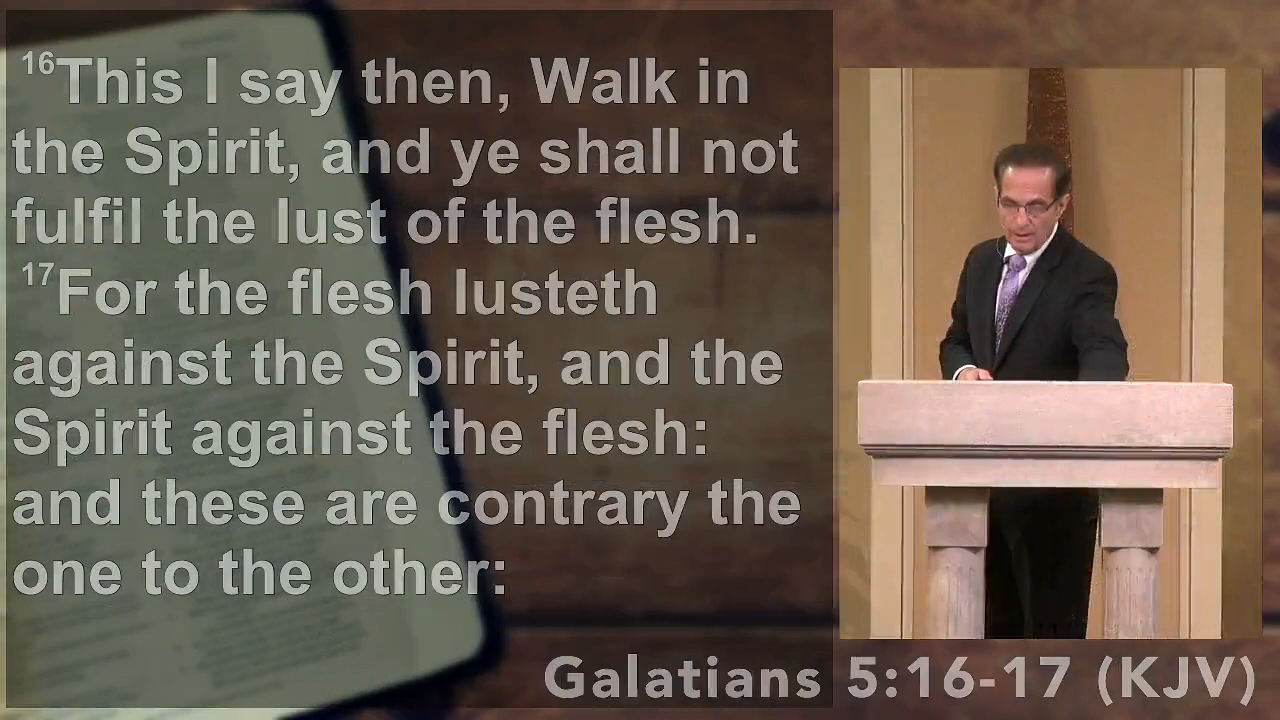 16This I say then, Walk in
the Spirit, and ye shall not
fulfil the lust of the flesh.
17For the flesh lusteth
against the Spirit, and the
Spirit against the flesh:
and these are contrary the
one to the other:
Galatians 5:16-17 (KJV)